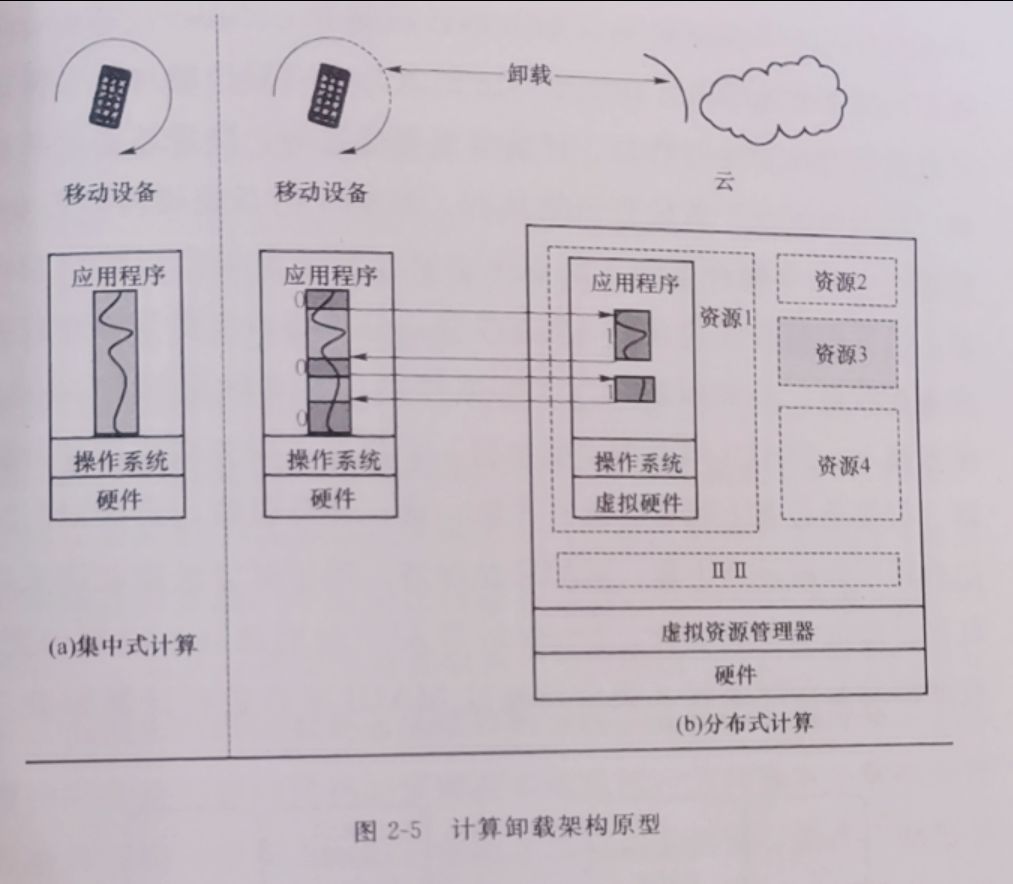 卸载
移动设备
移动设备
云
应用程序
操作系统
硬件
(a)集中式计算
应用程序
0
0
0
操作系统
硬件
应用程序
1
1
操作系统
虚拟硬件
资源1
资源2
资源3
资源4
虚拟资源管理器
硬件
(b)分布式计算
图 2-5 计算卸载架构原型